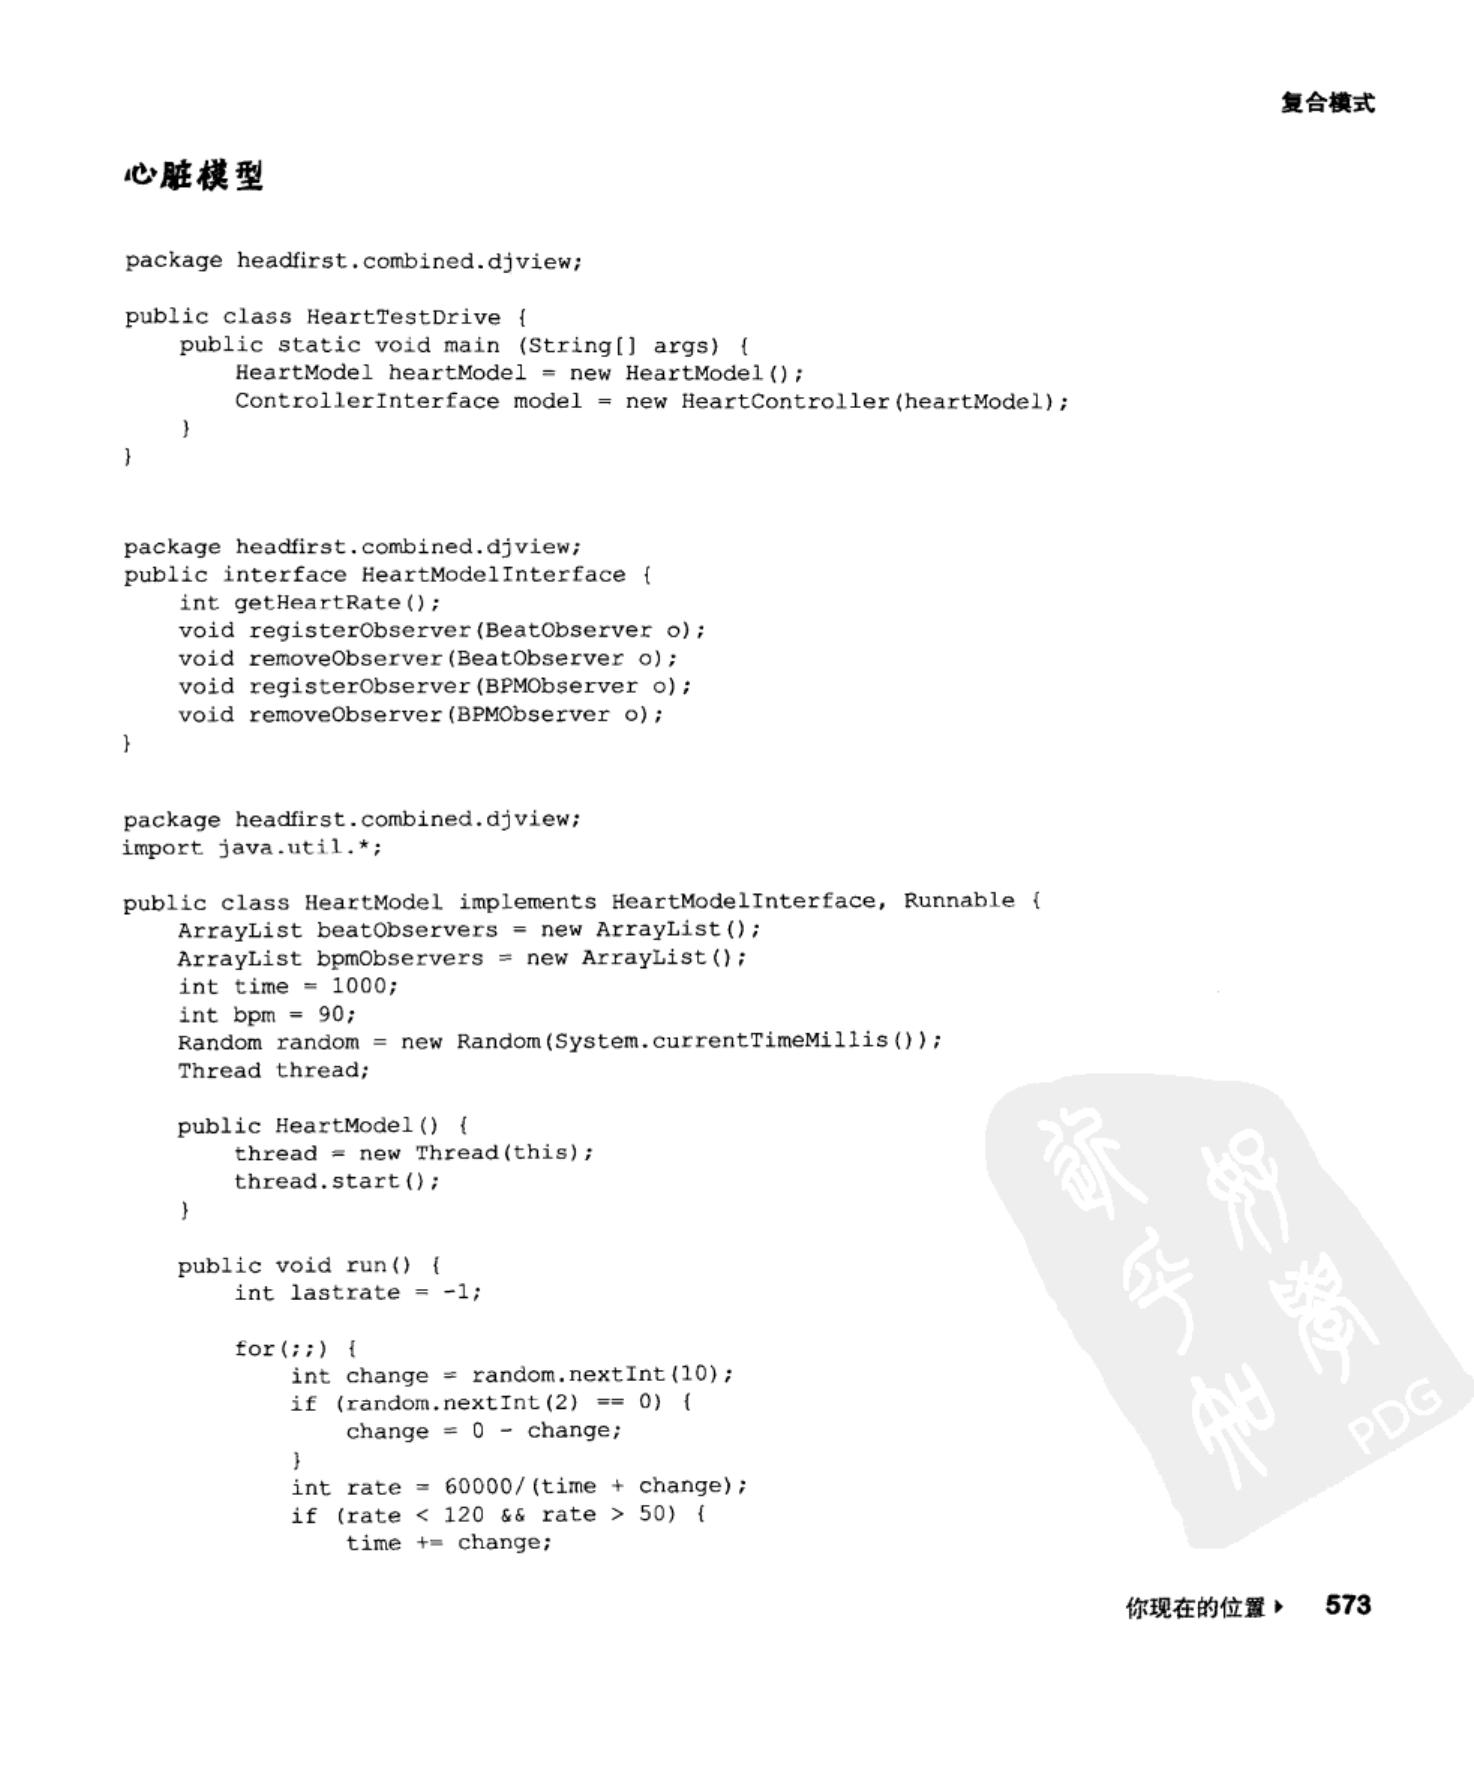 复合模式
心脏模型
package headfirst.combined.djview;
public class HeartTestDrive {
    public static void main (String[] args) {
        HeartModel heartModel = new HeartModel();
        ControllerInterface model = new HeartController(heartModel);
    }
}
package headfirst.combined.djview;
public interface HeartModelInterface {
    int getHeartRate();
    void registerObserver(BeatObserver o);
    void removeObserver(BeatObserver o);
    void registerObserver(BPMObserver o);
    void removeObserver(BPMObserver o);
}
package headfirst.combined.djview;
import java.util.*;
public class HeartModel implements HeartModelInterface, Runnable {
    ArrayList beatObservers = new ArrayList();
    ArrayList bpmObservers = new ArrayList();
    int time = 1000;
    int bpm = 90;
    Random random = new Random(System.currentTimeMillis());
    Thread thread;
    public HeartModel() {
        thread = new Thread(this);
        thread.start();
    }
    public void run() {
        int lastrate = -1;
        for(;;) {
            int change = random.nextInt(10);
            if (random.nextInt(2) == 0) {
                change = 0 - change;
            }
            int rate = 60000/(time + change);
            if (rate < 120 && rate > 50) {
                time += change;
PDG
你现在的位置 ▸ 573